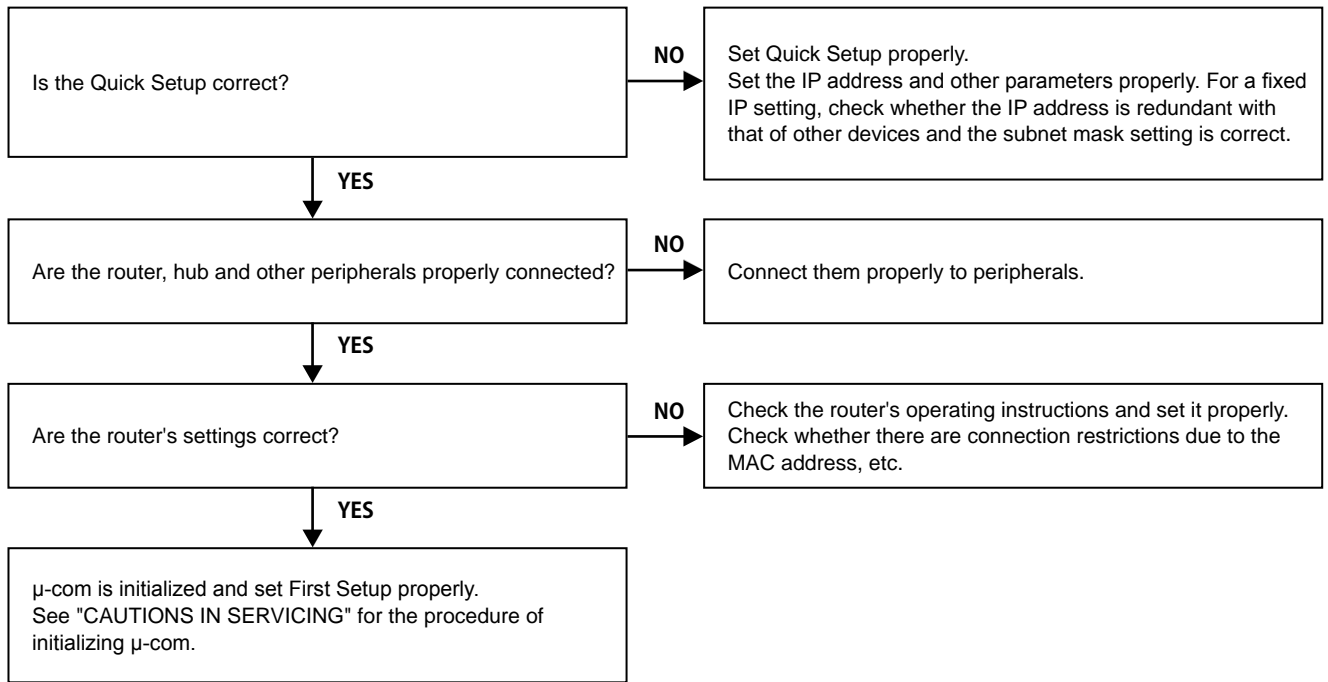 Is the Quick Setup correct?
NO
Set Quick Setup properly.
Set the IP address and other parameters properly. For a fixed
IP setting, check whether the IP address is redundant with
that of other devices and the subnet mask setting is correct.
YES
Are the router, hub and other peripherals properly connected?
NO
Connect them properly to peripherals.
YES
Are the router's settings correct?
NO
Check the router's operating instructions and set it properly.
Check whether there are connection restrictions due to the
MAC address, etc.
YES
µ-com is initialized and set First Setup properly.
See "CAUTIONS IN SERVICING" for the procedure of
initializing µ-com.